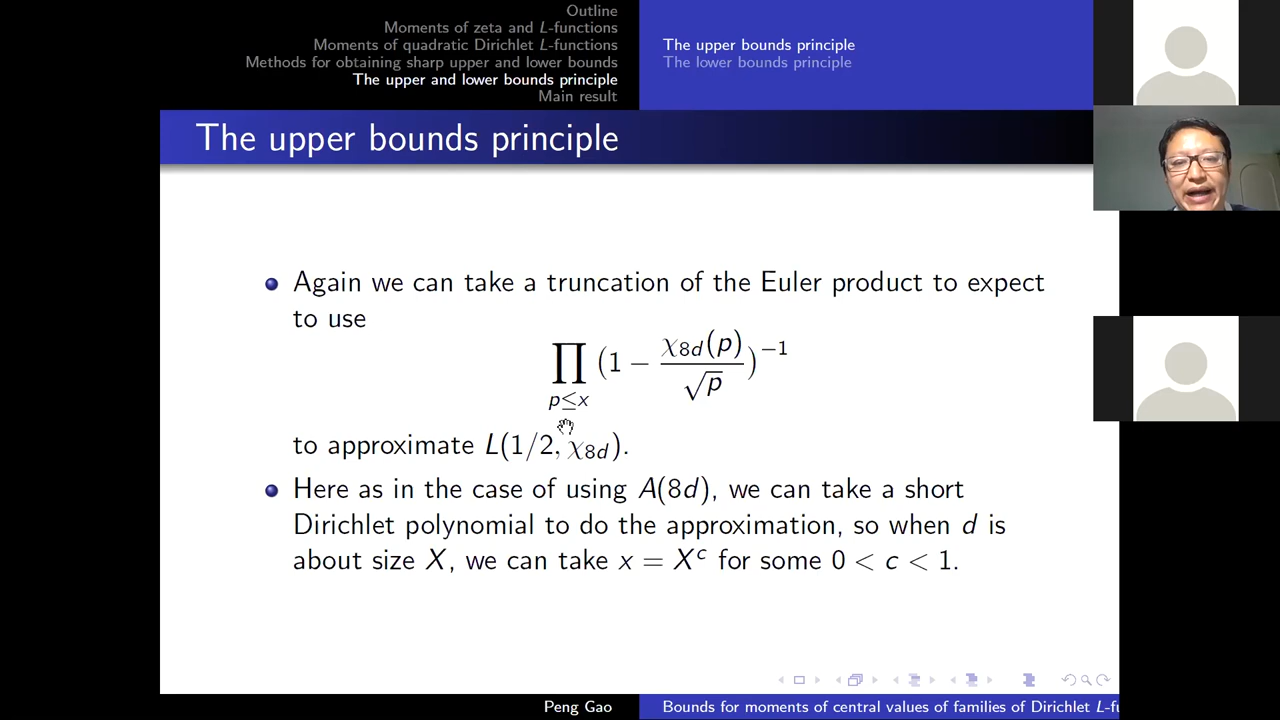 Outline
Moments of zeta and L-functions
Moments of quadratic Dirichlet L-functions
Methods for obtaining sharp upper and lower bounds
The upper and lower bounds principle
Main result
The upper bounds principle
The lower bounds principle
The upper bounds principle
Again we can take a truncation of the Euler product to expect
to use
∏_{p≤x} (1 − χ_{8d}(p)/√p)^{−1}
to approximate L(1/2, χ_{8d}).
Here as in the case of using A(8d), we can take a short
Dirichlet polynomial to do the approximation, so when d is
about size X, we can take x = X^c for some 0 < c < 1.
Peng Gao
Bounds for moments of central values of families of Dirichlet L-fu